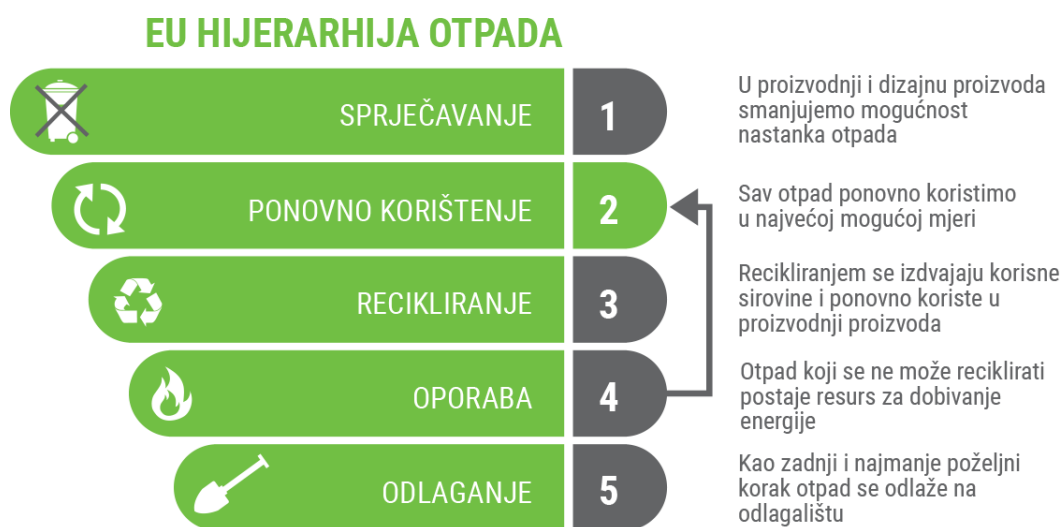 EU HIJERARHIJA OTPADA
SPRJEČAVANJE
1
U proizvodnji i dizajnu proizvoda
smanjujemo mogućnost
nastanka otpada
PONOVNO KORIŠTENJE
2
Sav otpad ponovno koristimo
u najvećoj mogućoj mjeri
RECIKLIRANJE
3
Recikliranjem se izdvajaju korisne
sirovine i ponovno koriste u
proizvodnji proizvoda
OPORABA
4
Otpad koji se ne može reciklirati
postaje resurs za dobivanje
energije
ODLAGANJE
5
Kao zadnji i najmanje poželjni
korak otpad se odlaže na
odlagalištu